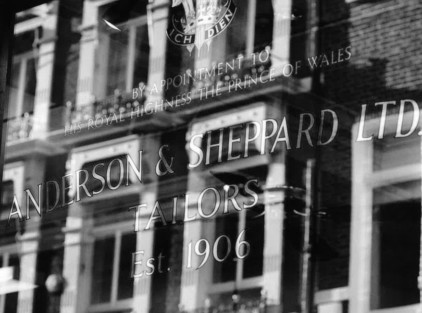 ICH DIEN
BY APPOINTMENT TO
HIS ROYAL HIGHNESS THE PRINCE OF WALES
ANDERSON & SHEPPARD LTD.
TAILORS
Est. 1906